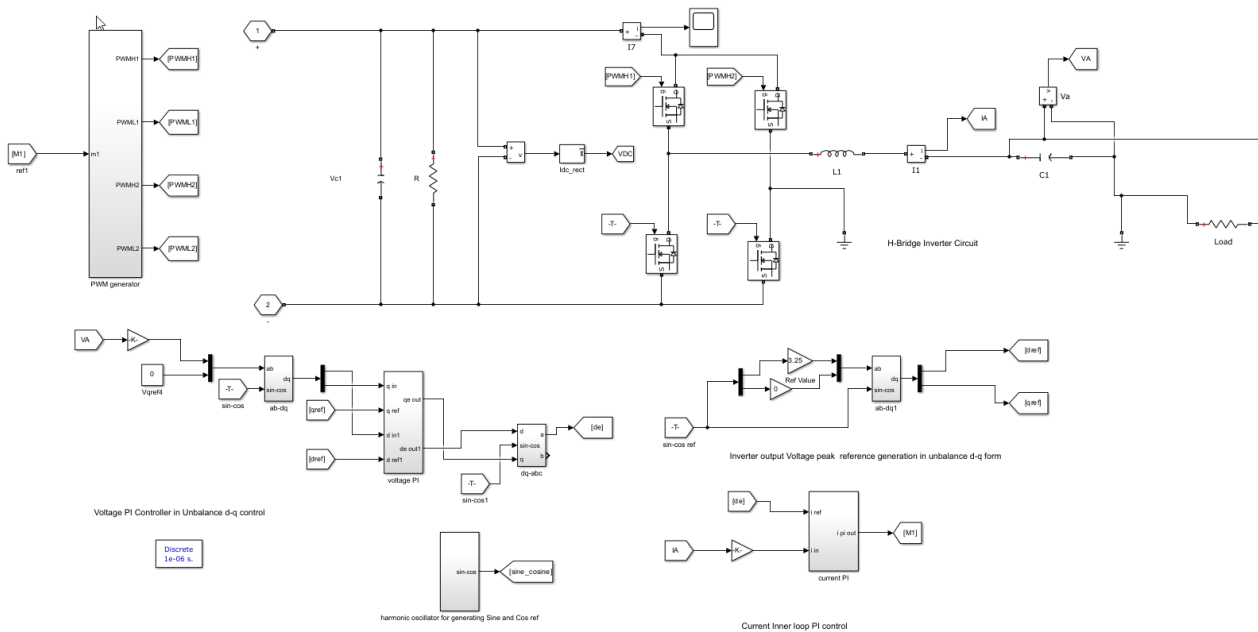 PWMH1
[PWMH1]
PWML1
[PWML1]
[M1]
m1
ref1
PWMH2
[PWMH2]
PWML2
[PWML2]
PWM generator
1
+
2
-
Vc1
R
+
-
v
Idc_rect
VDC
+
i
-
I7
[PWMH1]
g
D
S
[PWMH2]
g
D
S
-T-
g
D
S
-T-
g
D
S
+
L1
+
i
-
I1
IA
VA
v
+ -
Va
+
C1
H-Bridge Inverter Circuit
+
Load
VA
-K-
0
Vqref4
-T-
sin-cos
ab
dq
sin-cos
ab-dq
[qref]
[dref]
q in
qe out
q ref
d in1
de out1
d ref1
voltage PI
-T-
sin-cos1
d
a
sin-cos
q
b
dq-abc
[de]
Voltage PI Controller in Unbalance d-q control
Discrete
1e-06 s.
sin-cos
[sine_cosine]
harmonic oscillator for generating Sine and Cos ref
-T-
sin-cos ref
3.25
Ref Value
0
ab
dq
sin-cos
ab-dq1
[dref]
[qref]
Inverter output Voltage peak reference generation in unbalance d-q form
[de]
IA
-K-
i ref
i pi out
i in
current PI
[M1]
Current Inner loop PI control